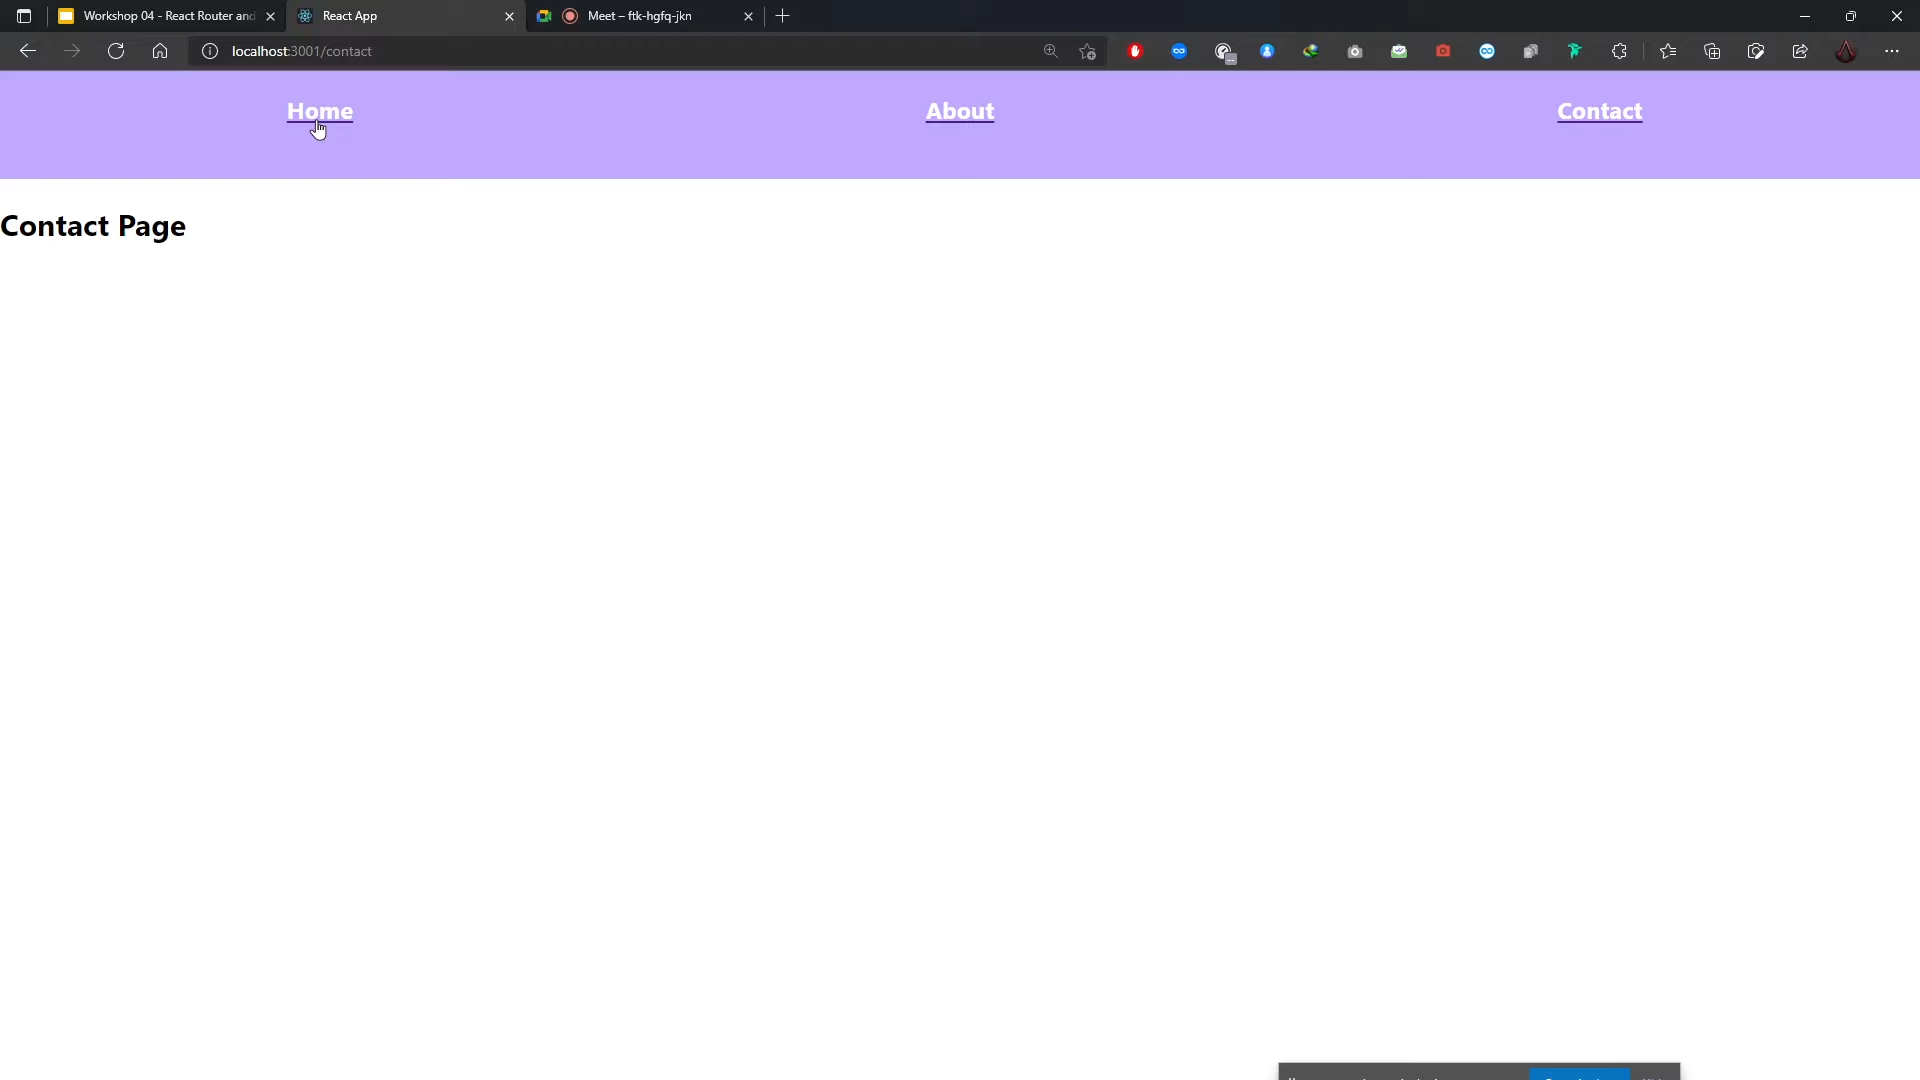 Workshop 04 - React Router and
React App
Meet – ftk-hgfq-jkn
localhost:3001/contact
Home
About
Contact
Contact Page